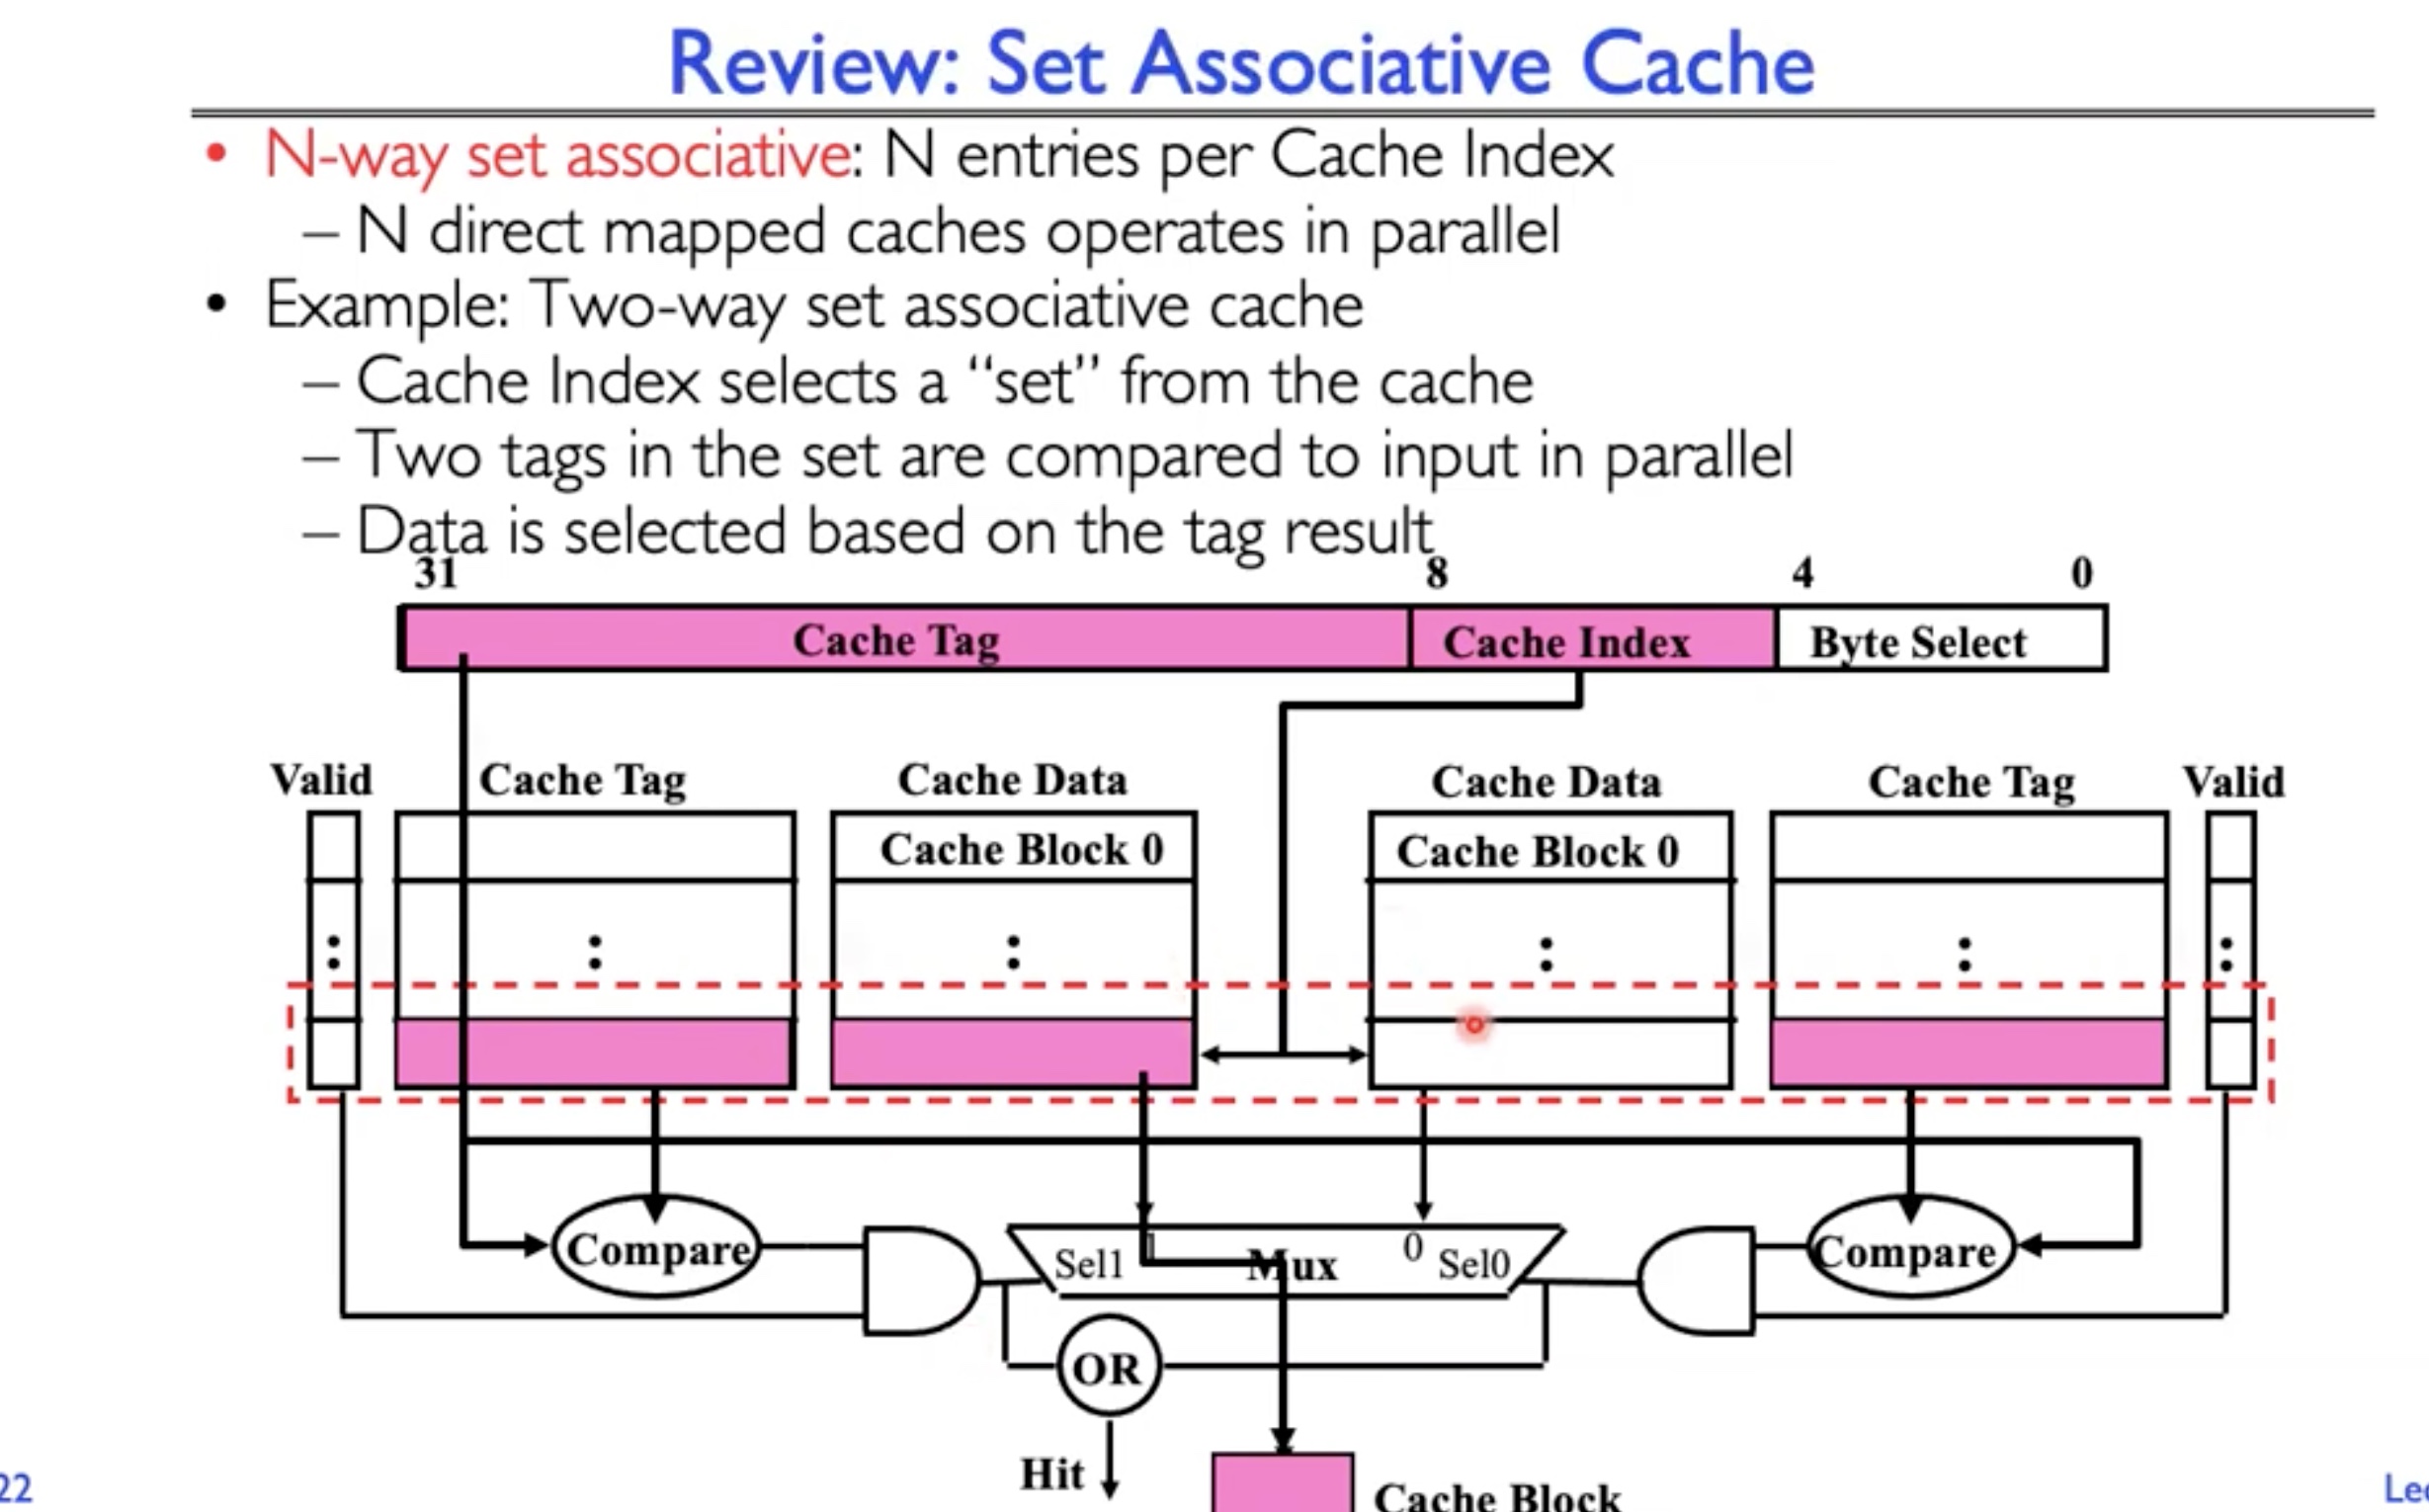 Review: Set Associative Cache
• N-way set associative: N entries per Cache Index
– N direct mapped caches operates in parallel
• Example: Two-way set associative cache
– Cache Index selects a “set” from the cache
– Two tags in the set are compared to input in parallel
– Data is selected based on the tag result
31 8 4 0
Cache Tag Cache Index Byte Select
Valid Cache Tag Cache Data Cache Data Cache Tag Valid
Cache Block 0 Cache Block 0
Compare Sel1 1 Mux 0 Sel0 Compare
OR
Hit
Cache Block
22